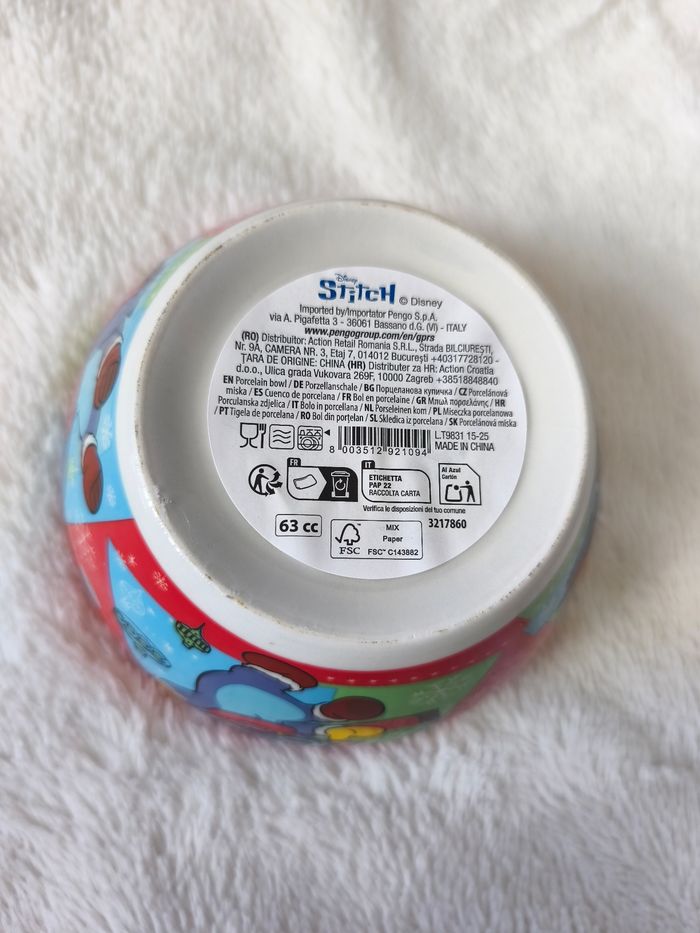 Disney
Stitch © Disney
Imported by/Importator Pengo S.p.A.
via A. Pigafetta 3 - 36061 Bassano d.G. (VI) - ITALY
www.pengogroup.com/en/gprs
(RO) Distribuitor: Action Retail Romania S.R.L., Strada BILCIUREȘTI,
Nr. 9A, CAMERA NR. 3, Etaj 7, 014012 București +40317728120 -
ȚARA DE ORIGINE: CHINA (HR) Distributer za HR: Action Croatia
d.o.o., Ulica grada Vukovara 269F, 10000 Zagreb +38518848840
EN Porcelain bowl / DE Porzellanschale / BG Порцеланова купичка / CZ Porcelánová
miska / ES Cuenco de porcelana / FR Bol en porcelaine / GR Μπωλ πορσελάνης / HR
Porculanska zdjelica / IT Bolo in porcellana / NL Porseleinen kom / PL Miseczka porcelanowa
/ PT Tigela de porcelana / RO Bol din porțelan / SL Skledica iz porcelana / SK Porcelánová miska
8 003512 921094
L.T9831 15-25
MADE IN CHINA
FR
IT
ETICHETTA
PAP 22
RACCOLTA CARTA
Al Azul
Cartón
Verifica le disposizioni del tuo comune
63 cc
FSC
MIX
Paper
FSC™ C143882
3217860